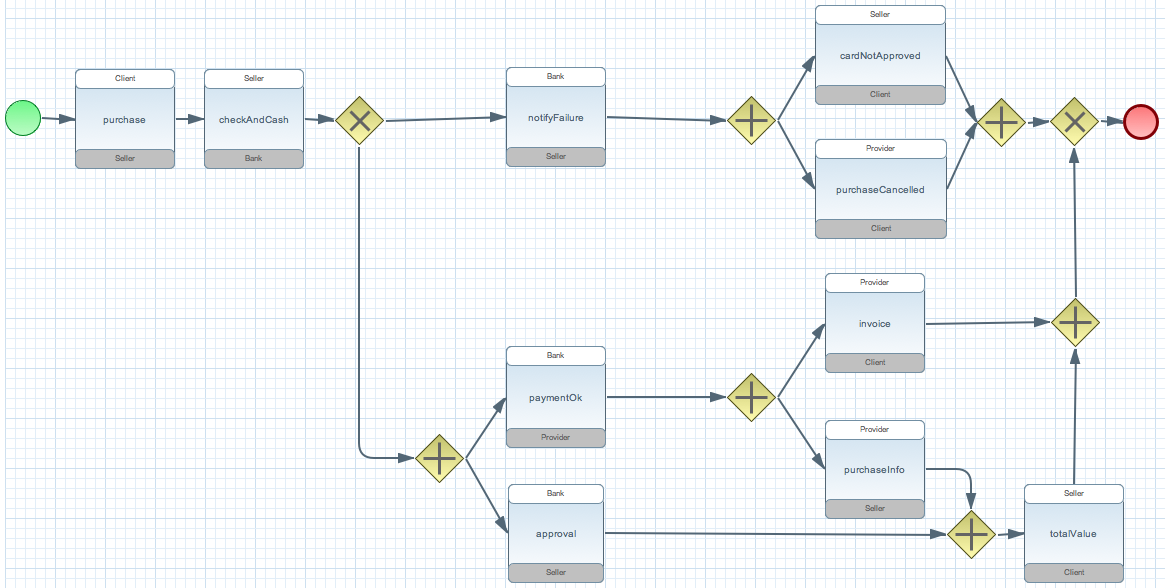 Client
purchase
Seller
Seller
checkAndCash
Bank
Bank
notifyFailure
Seller
Seller
cardNotApproved
Client
Provider
purchaseCancelled
Client
Provider
invoice
Client
Bank
paymentOk
Provider
Provider
purchaseInfo
Seller
Bank
approval
Seller
Seller
totalValue
Client